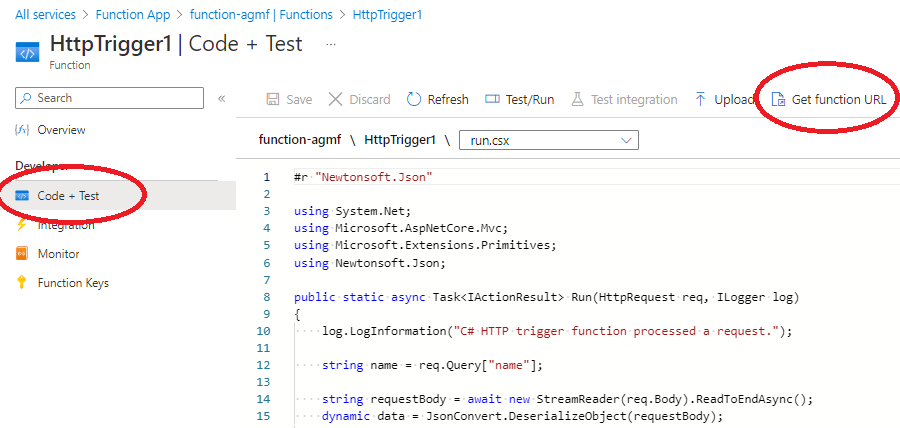 All services > Function App > function-agmf | Functions > HttpTrigger1
HttpTrigger1 | Code + Test ...
Function
Search «
Overview
Developer
Code + Test
Integration
Monitor
Function Keys
Save Discard Refresh Test/Run Test integration Upload Get function URL
function-agmf \ HttpTrigger1 \ run.csx
1 #r "Newtonsoft.Json"
2
3 using System.Net;
4 using Microsoft.AspNetCore.Mvc;
5 using Microsoft.Extensions.Primitives;
6 using Newtonsoft.Json;
7
8 public static async Task<IActionResult> Run(HttpRequest req, ILogger log)
9 {
10 log.LogInformation("C# HTTP trigger function processed a request.");
11
12 string name = req.Query["name"];
13
14 string requestBody = await new StreamReader(req.Body).ReadToEndAsync();
15 dynamic data = JsonConvert.DeserializeObject(requestBody);